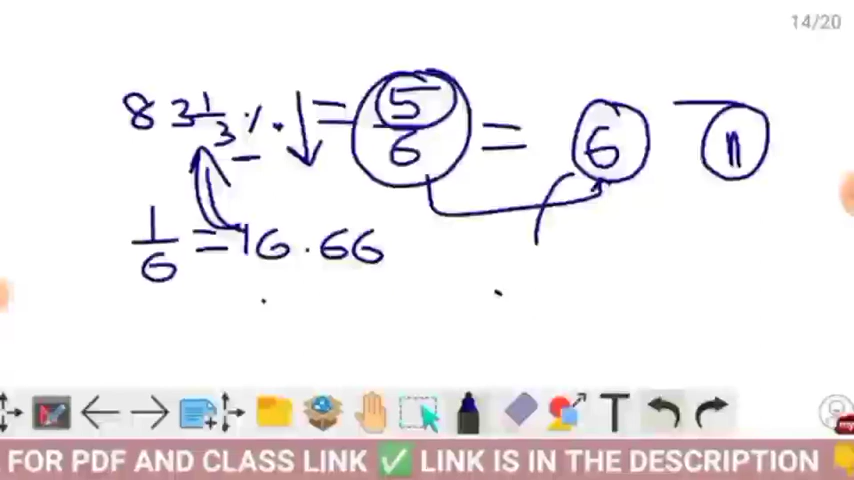 14/20
83 1/3 % ↓ = 5/6 = 6 11
1/6 = 16.66
T
FOR PDF AND CLASS LINK ✅ LINK IS IN THE DESCRIPTION 👇